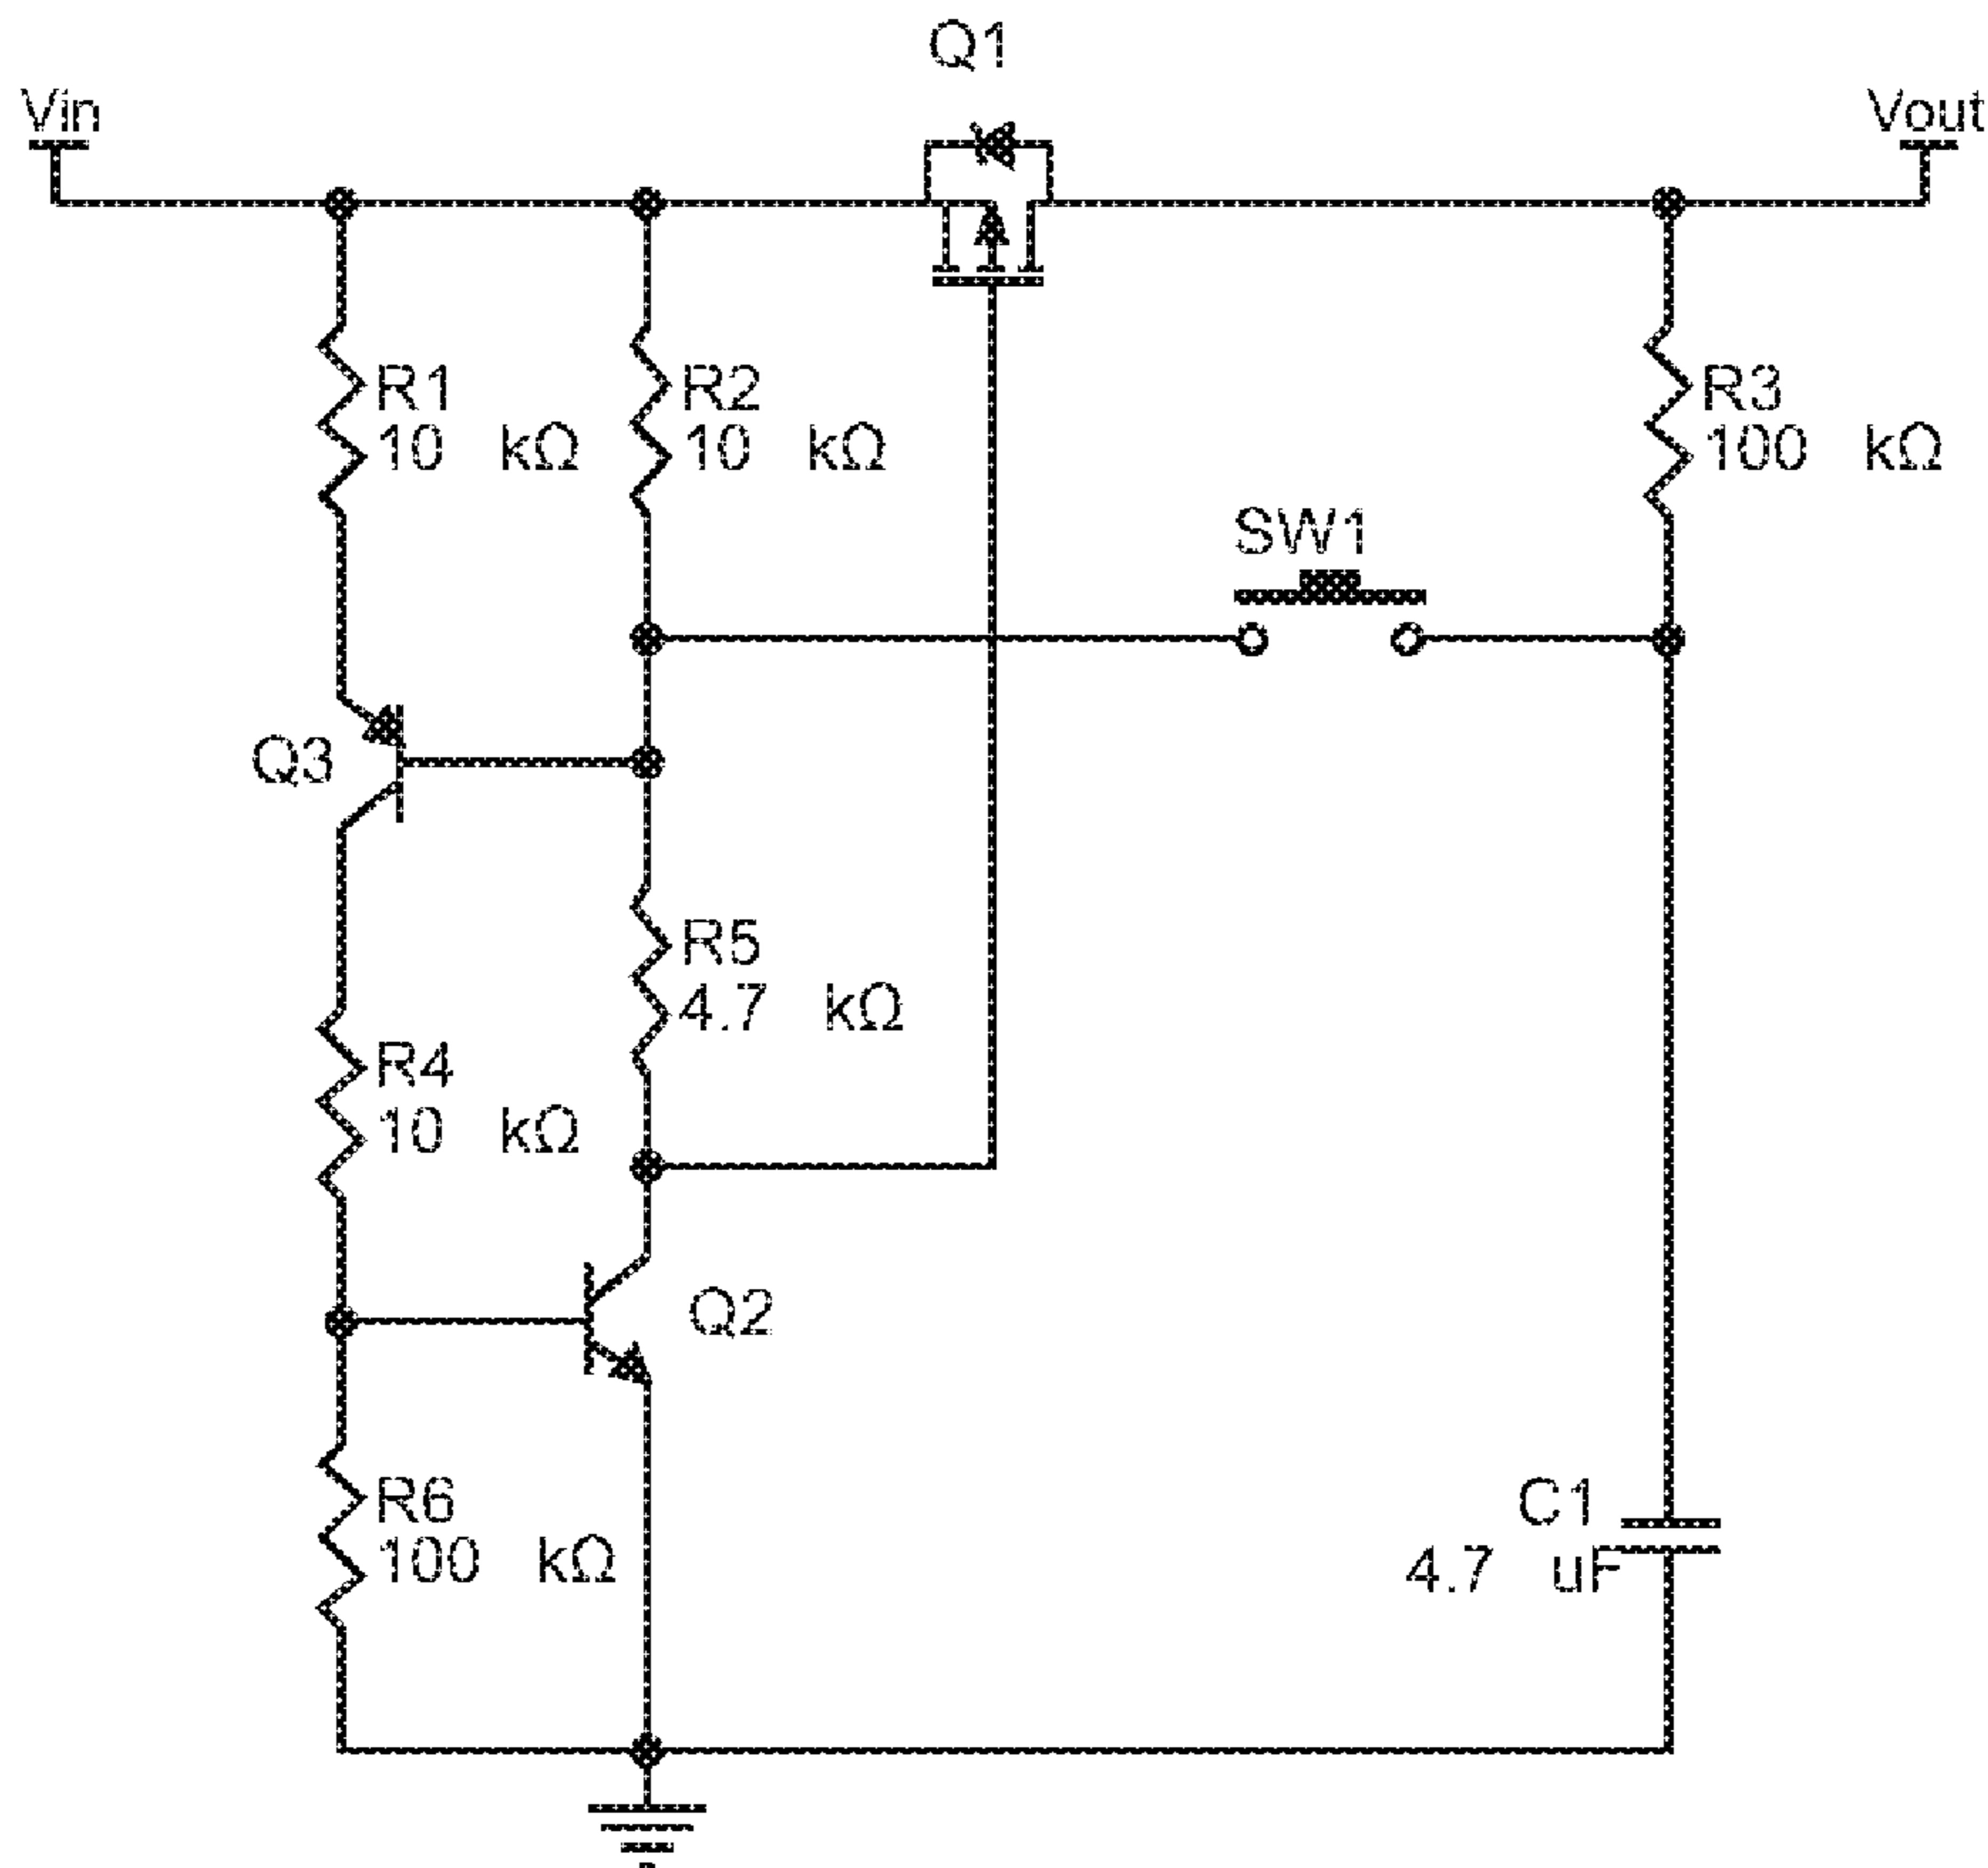 Q1
Vin
Vout
R1
10 kΩ
R2
10 kΩ
R3
100 kΩ
SW1
Q3
R5
4.7 kΩ
R4
10 kΩ
Q2
R6
100 kΩ
C1
4.7 uF